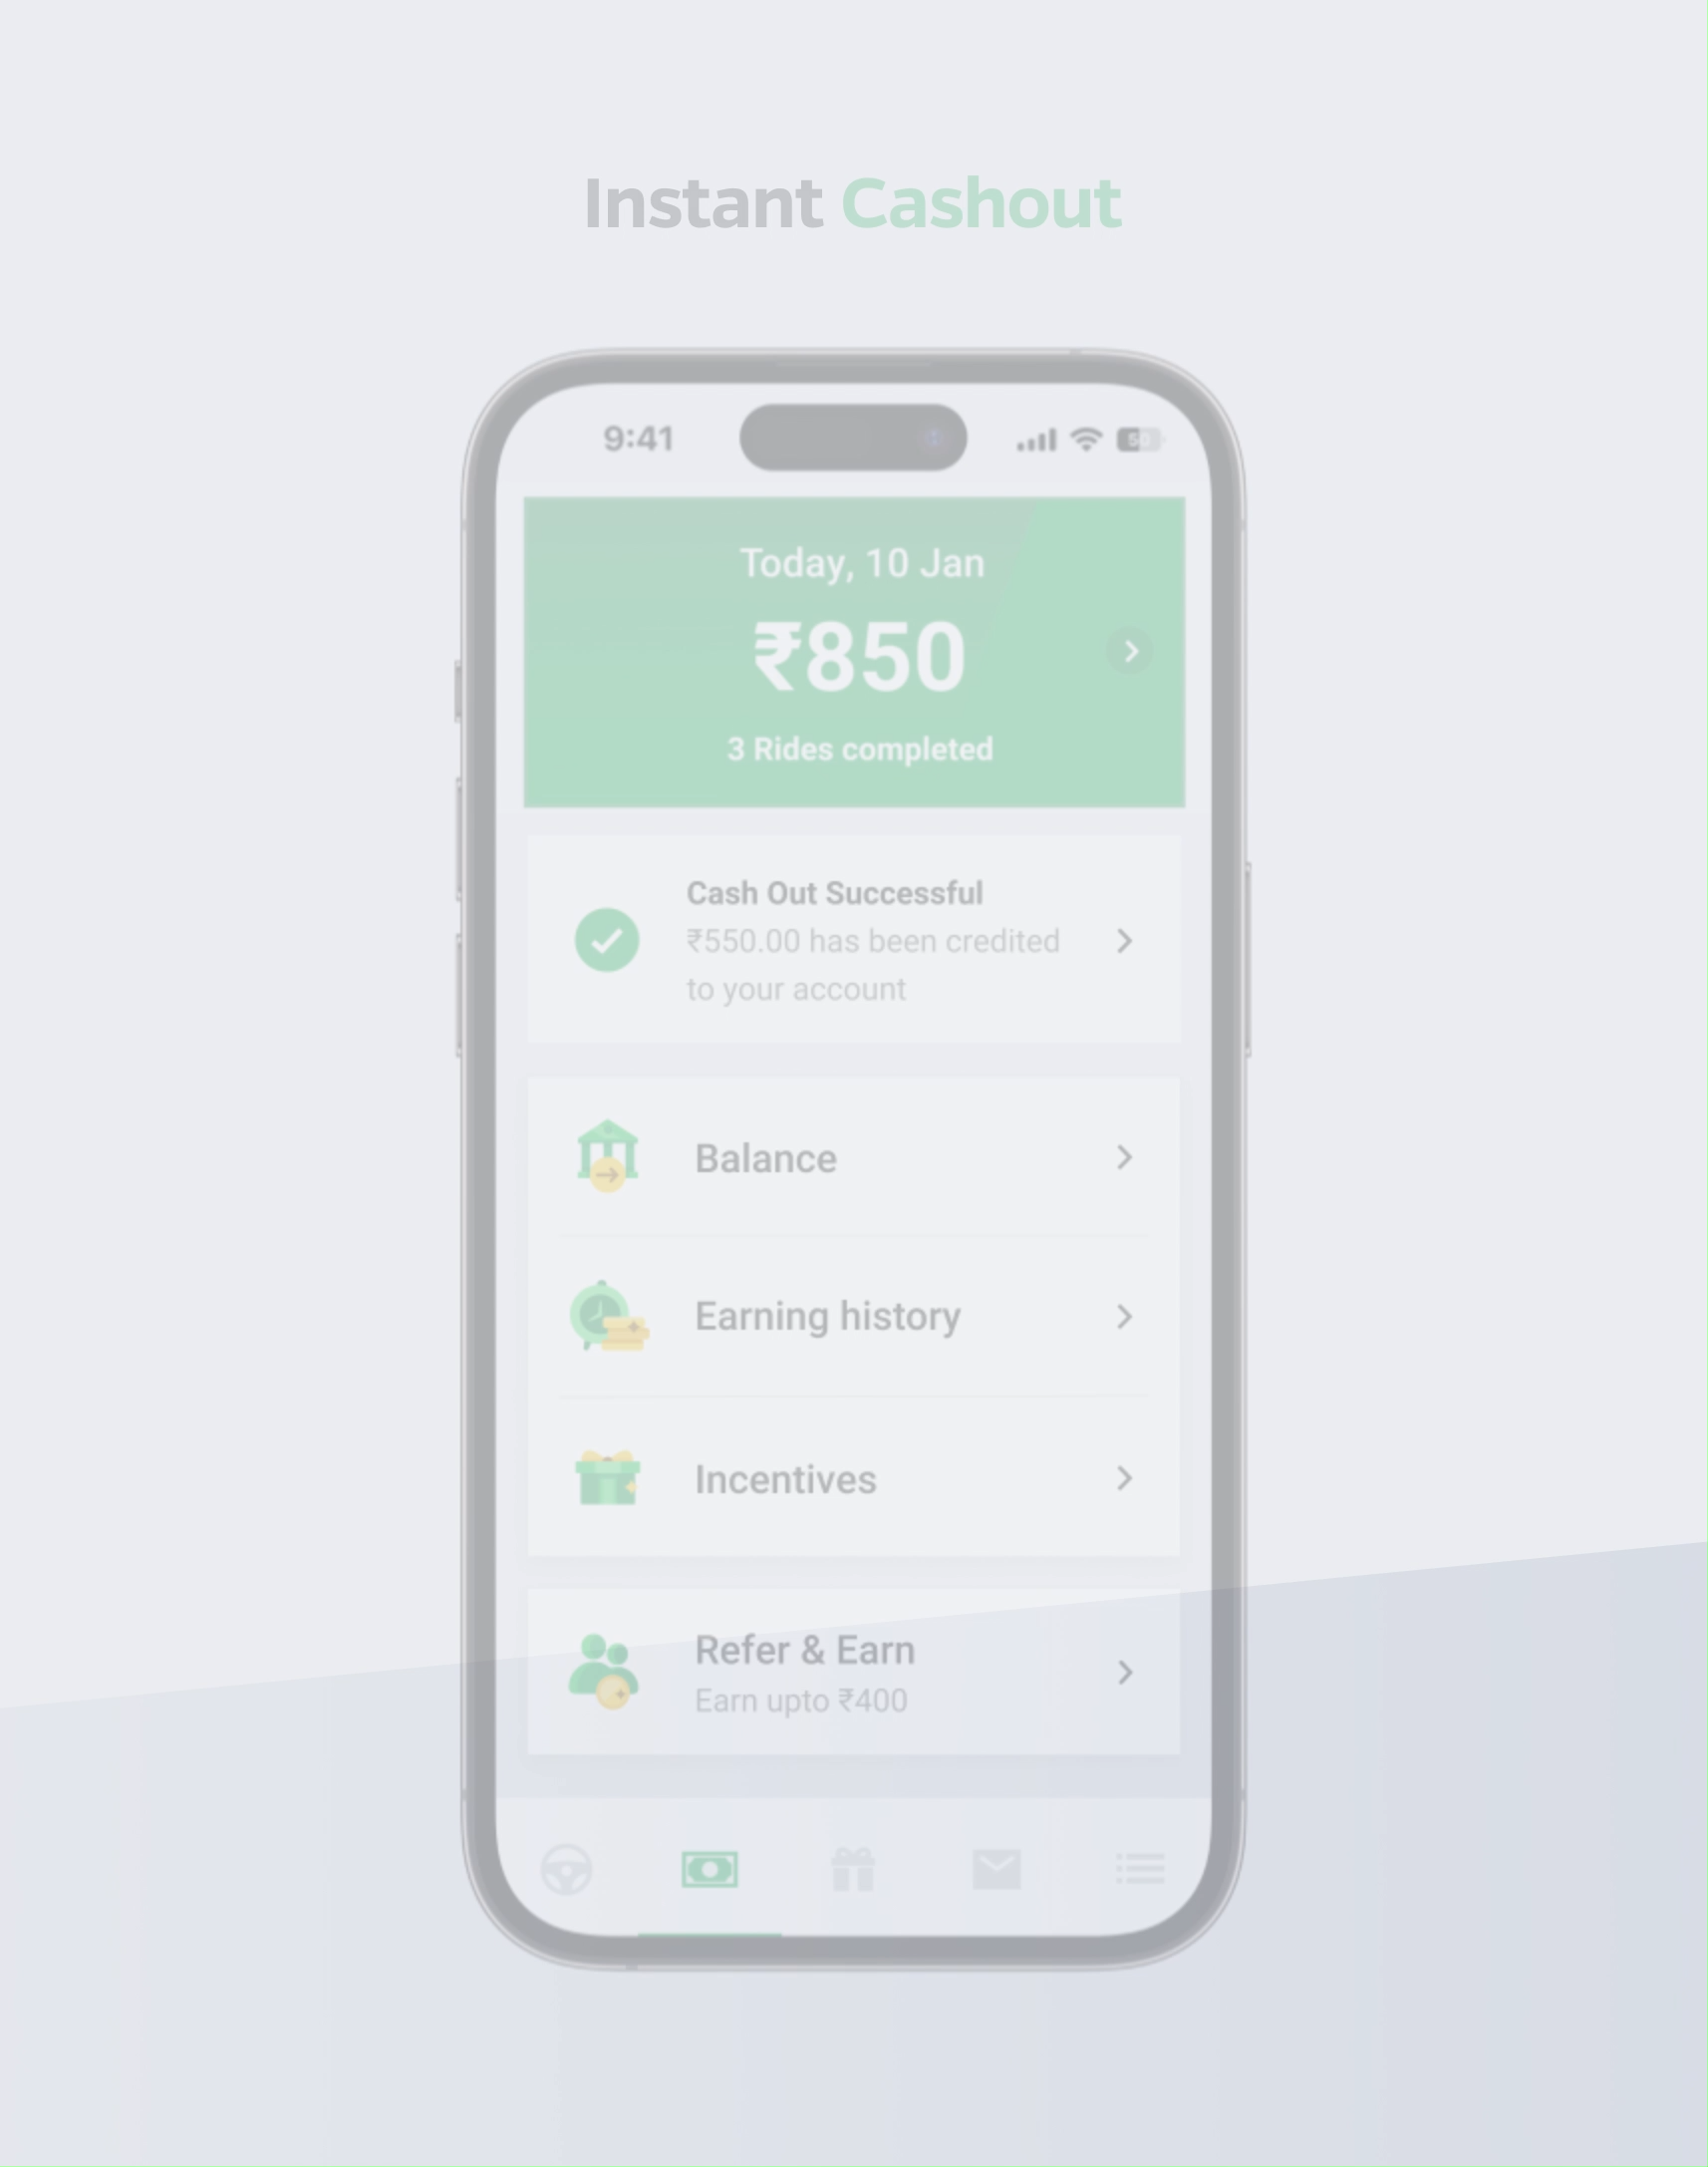 Instant Cashout
9:41
50
Today, 10 Jan
₹850
3 Rides completed
Cash Out Successful
₹550.00 has been credited
to your account
Balance
Earning history
Incentives
Refer & Earn
Earn upto ₹400